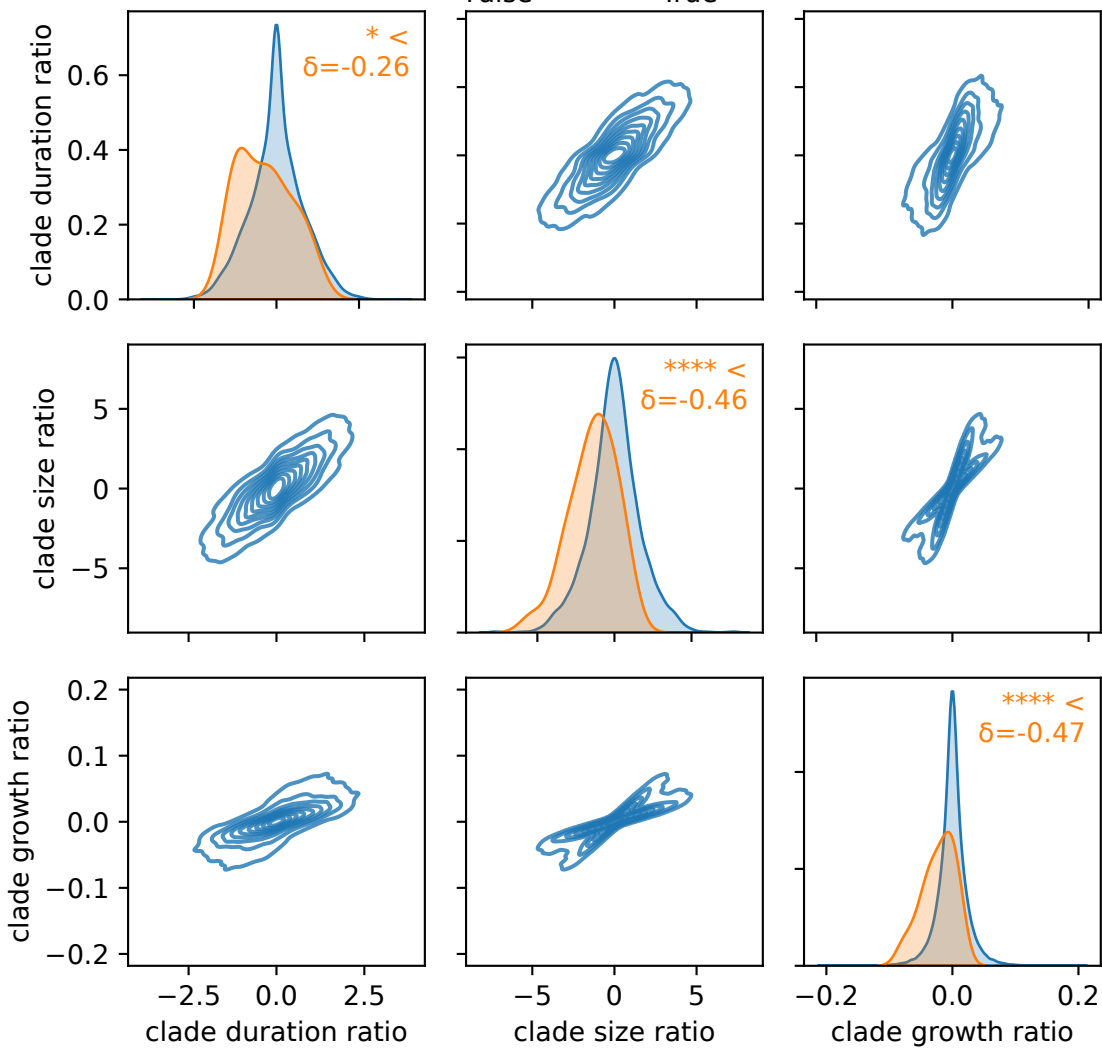 clade duration ratio
0.6
0.4
0.2
0.0
* <
δ=-0.26
clade size ratio
5
0
−5
**** <
δ=-0.46
clade growth ratio
0.2
0.1
0.0
−0.1
−0.2
**** <
δ=-0.47
−2.5 0.0 2.5
−5 0 5
−0.2 0.0 0.2
clade duration ratio
clade size ratio
clade growth ratio